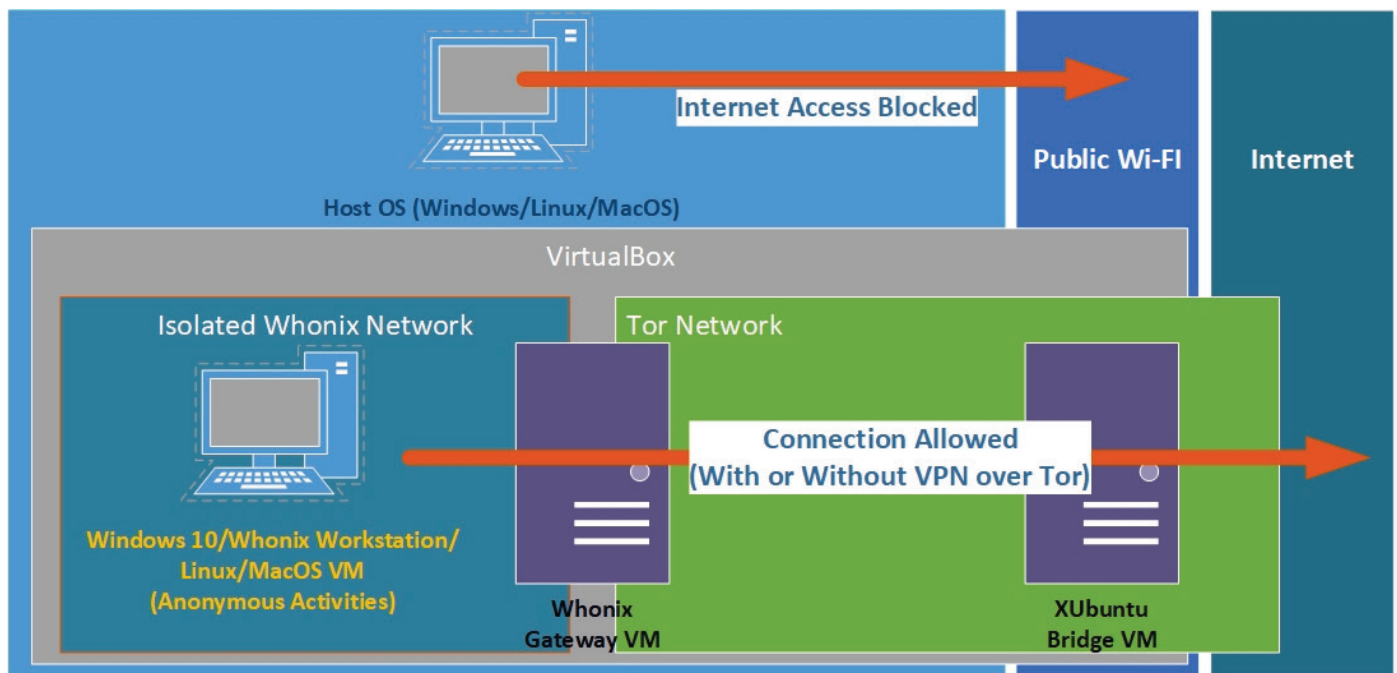 Internet Access Blocked
Public Wi-FI
Internet
Host OS (Windows/Linux/MacOS)
VirtualBox
Isolated Whonix Network
Tor Network
Connection Allowed
(With or Without VPN over Tor)
Windows 10/Whonix Workstation/
Linux/MacOS VM
(Anonymous Activities)
Whonix
Gateway VM
XUbuntu
Bridge VM